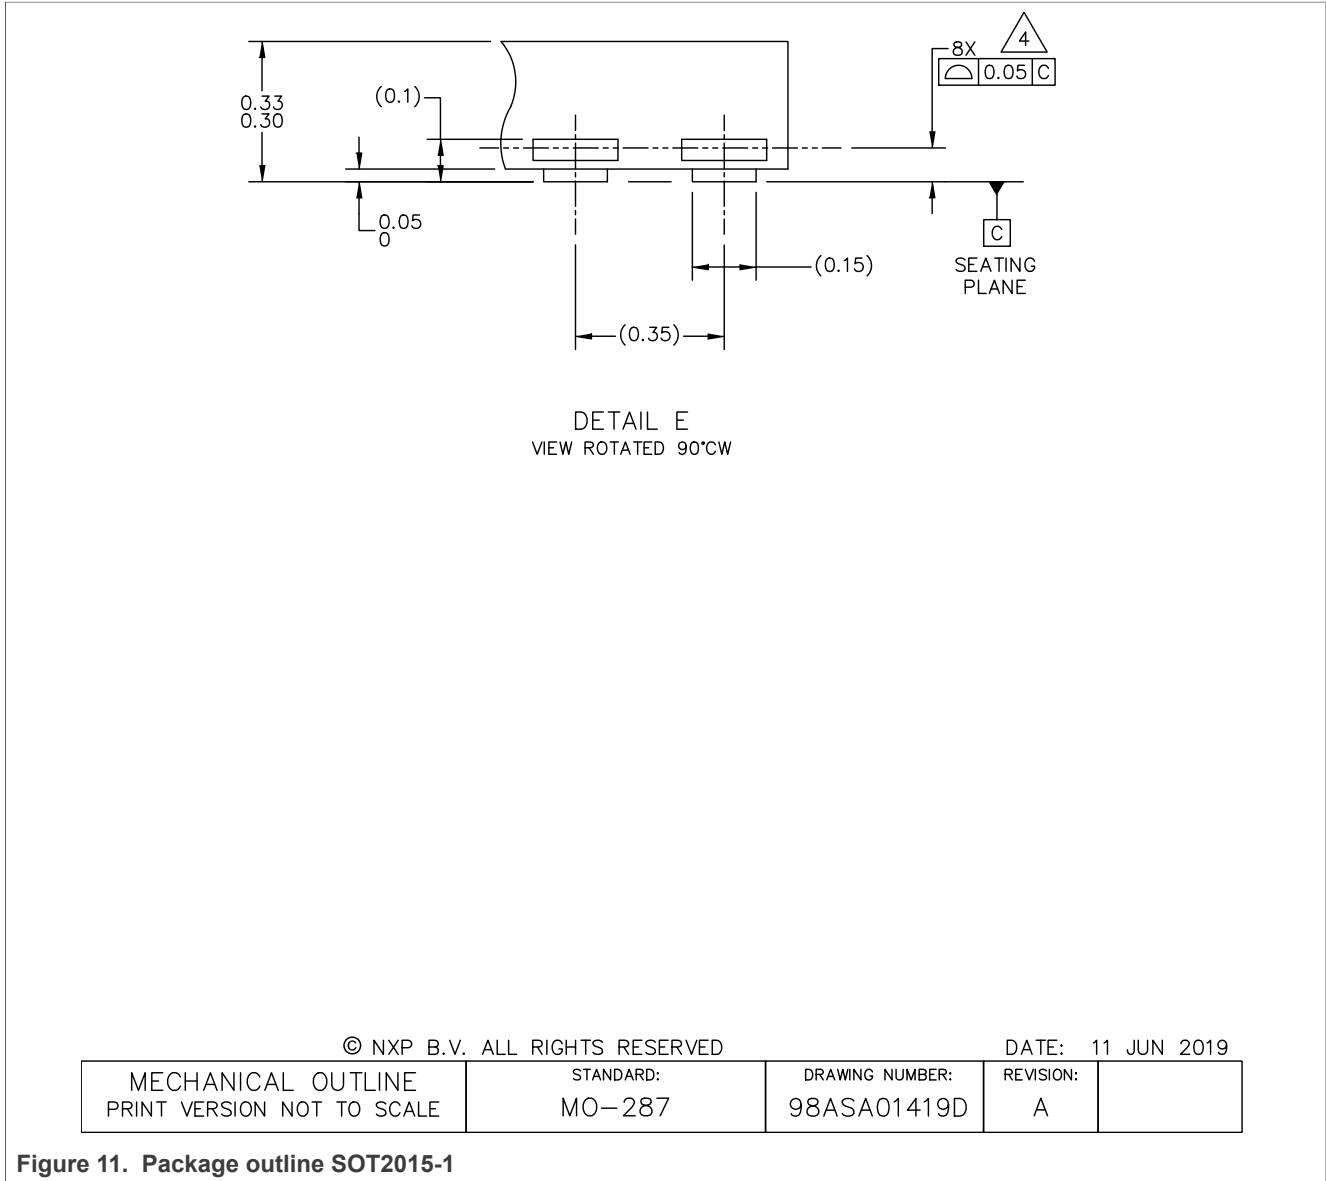 8X
4
0.05 C
0.33
0.30
(0.1)
0.05
0
C
(0.15)
SEATING
PLANE
(0.35)
DETAIL E
VIEW ROTATED 90°CW
© NXP B.V. ALL RIGHTS RESERVED
DATE: 11 JUN 2019
MECHANICAL OUTLINE
PRINT VERSION NOT TO SCALE
STANDARD:
MO-287
DRAWING NUMBER:
98ASA01419D
REVISION:
A
Figure 11. Package outline SOT2015-1